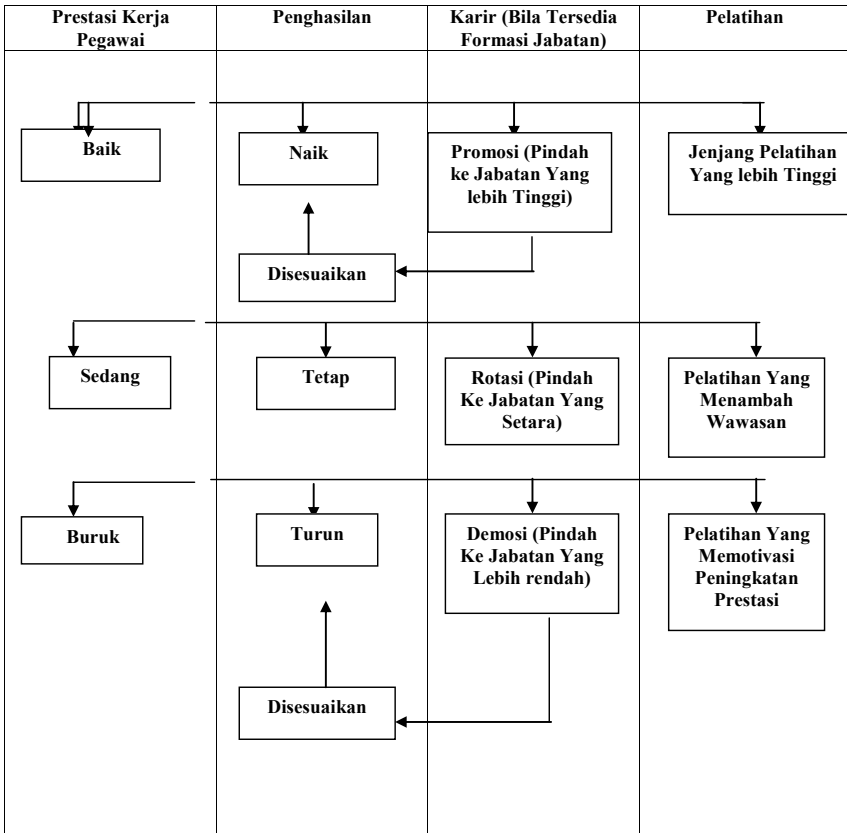 Prestasi Kerja
Pegawai
Penghasilan
Karir (Bila Tersedia
Formasi Jabatan)
Pelatihan
Baik
Naik
Promosi (Pindah
ke Jabatan Yang
lebih Tinggi)
Jenjang Pelatihan
Yang lebih Tinggi
Disesuaikan
Sedang
Tetap
Rotasi (Pindah
Ke Jabatan Yang
Setara)
Pelatihan Yang
Menambah
Wawasan
Buruk
Turun
Demosi (Pindah
Ke Jabatan Yang
Lebih rendah)
Pelatihan Yang
Memotivasi
Peningkatan
Prestasi
Disesuaikan